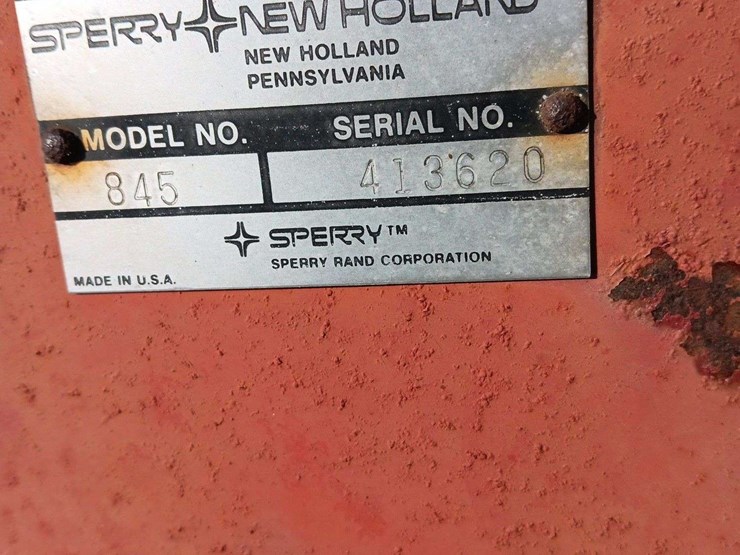 SPERRY NEW HOLLAND
NEW HOLLAND
PENNSYLVANIA
MODEL NO. SERIAL NO.
845 413620
SPERRY™
SPERRY RAND CORPORATION
MADE IN U.S.A.